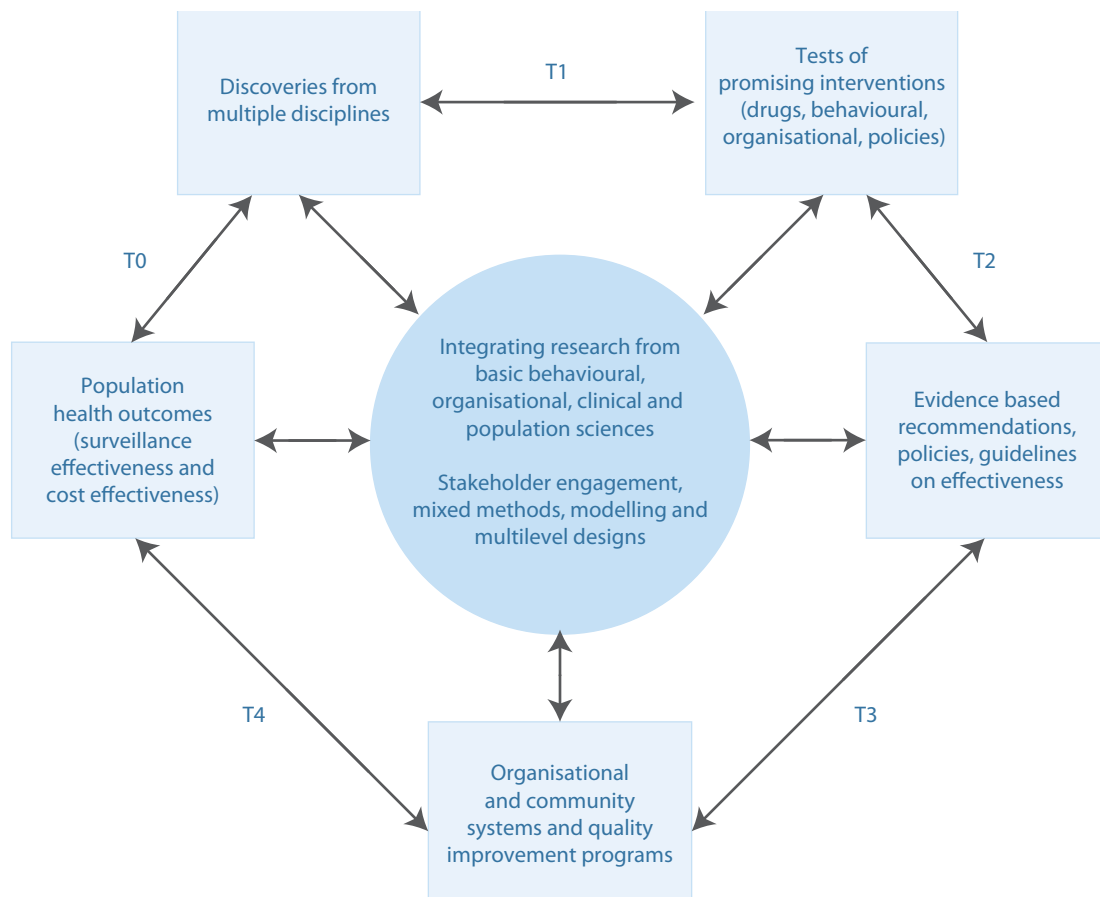 Discoveries from
multiple disciplines
T1
Tests of
promising interventions
(drugs, behavioural,
organisational, policies)
T0
T2
Integrating research from
basic behavioural,
organisational, clinical and
population sciences
Stakeholder engagement,
mixed methods, modelling and
multilevel designs
Population
health outcomes
(surveillance
effectiveness and
cost effectiveness)
Evidence based
recommendations,
policies, guidelines
on effectiveness
T4
T3
Organisational
and community
systems and quality
improvement programs